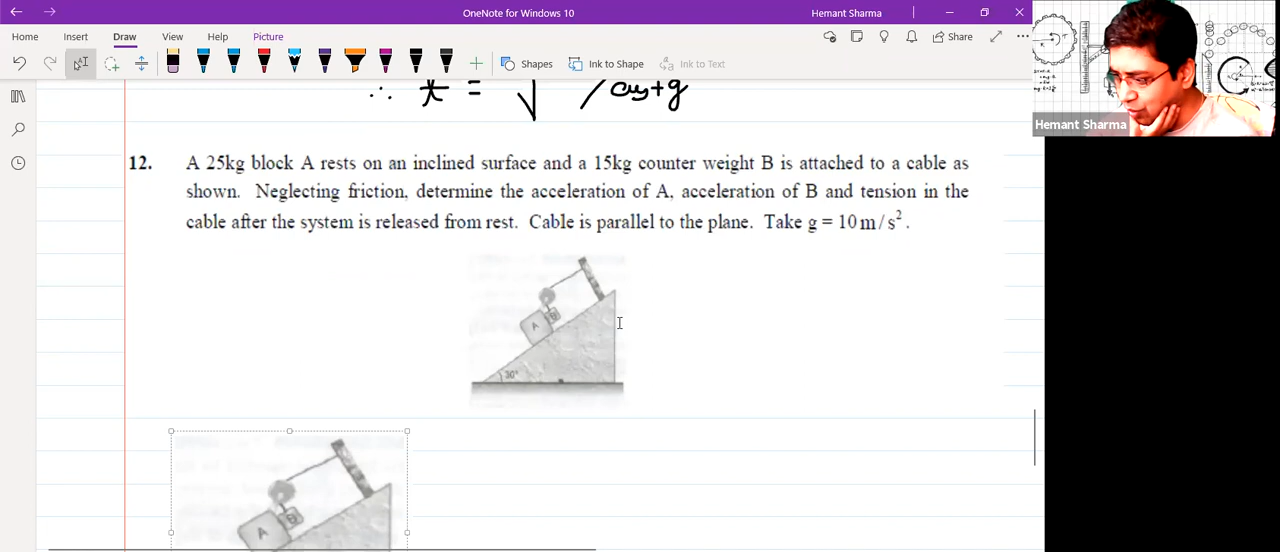 OneNote for Windows 10
Hemant Sharma
Home Insert Draw View Help Picture
Share
Shapes Ink to Shape Ink to Text
∴ t = √ / cos + g
12. A 25kg block A rests on an inclined surface and a 15kg counter weight B is attached to a cable as
shown. Neglecting friction, determine the acceleration of A, acceleration of B and tension in the
cable after the system is released from rest. Cable is parallel to the plane. Take g = 10 m/s².
A B
30°
A B
Hemant Sharma